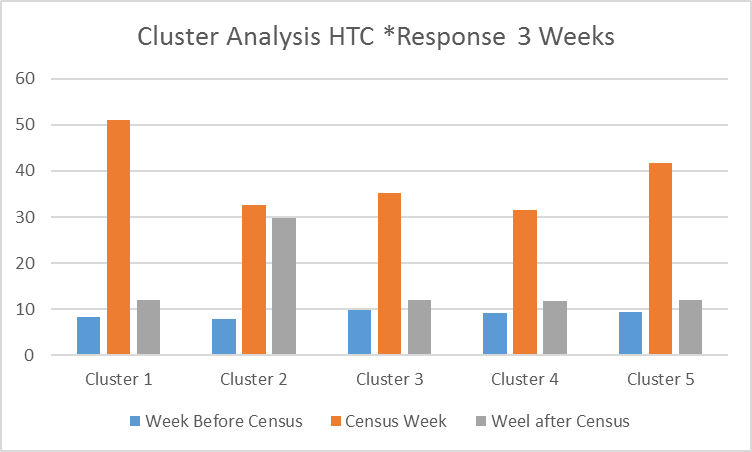 Cluster Analysis HTC *Response 3 Weeks
60
50
40
30
20
10
0
Cluster 1 Cluster 2 Cluster 3 Cluster 4 Cluster 5
Week Before Census Census Week Weel after Census